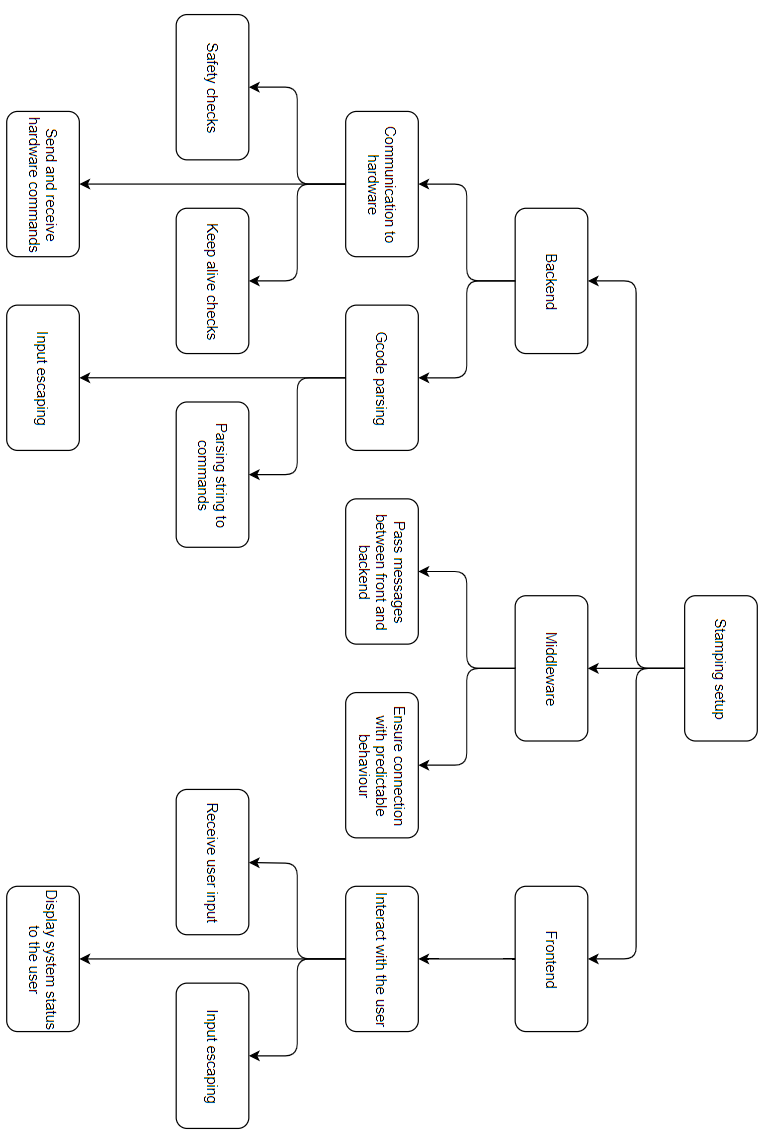 Stamping setup
Backend
Middleware
Frontend
Communication to
hardware
Gcode parsing
Pass messages
between front and
backend
Ensure connection
with predictable
behaviour
Interact with the user
Safety checks
Keep alive checks
Parsing string to
commands
Receive user input
Input escaping
Send and receive
hardware commands
Input escaping
Display system status
to the user